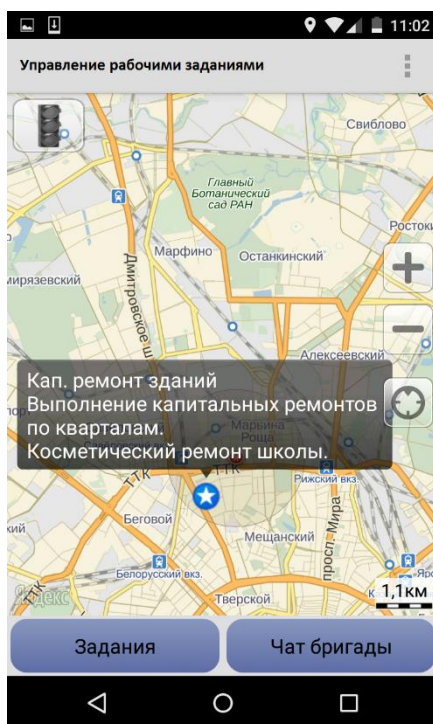 11:02
Управление рабочими заданиями
Свиблово
Главный
Ботанический
сад РАН
Марфино
Останкинский
Дмитровское ш.
Алексеевский
Кап. ремонт зданий
Выполнение капитальных ремонтов
по кварталам.
Косметический ремонт школы.
Марьина
Роща
ТТК
ТТК
Рижский вкз.
Беговой
Мещанский
просп. Мира
Белорусский вкз.
ТТК
Тверской
Яндекс
1,1км
Задания
Чат бригады